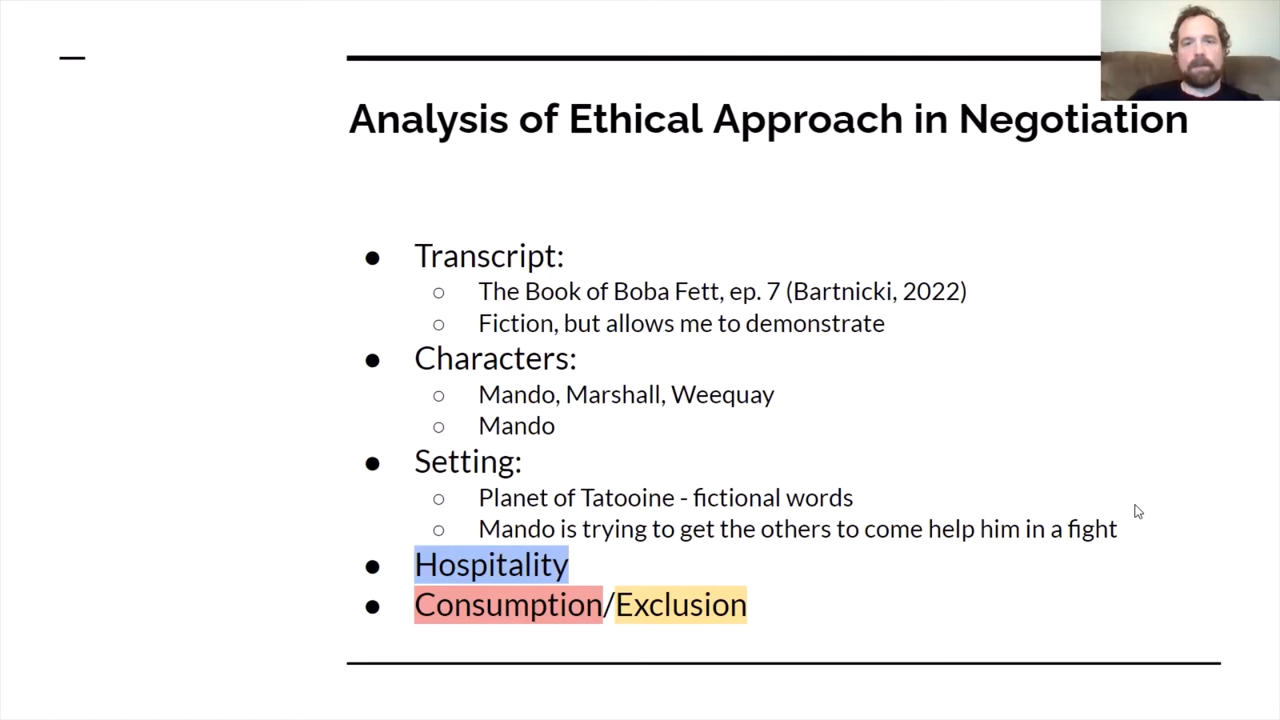 Analysis of Ethical Approach in Negotiation
● Transcript:
○ The Book of Boba Fett, ep. 7 (Bartnicki, 2022)
○ Fiction, but allows me to demonstrate
● Characters:
○ Mando, Marshall, Weequay
○ Mando
● Setting:
○ Planet of Tatooine - fictional words
○ Mando is trying to get the others to come help him in a fight
● Hospitality
● Consumption/Exclusion